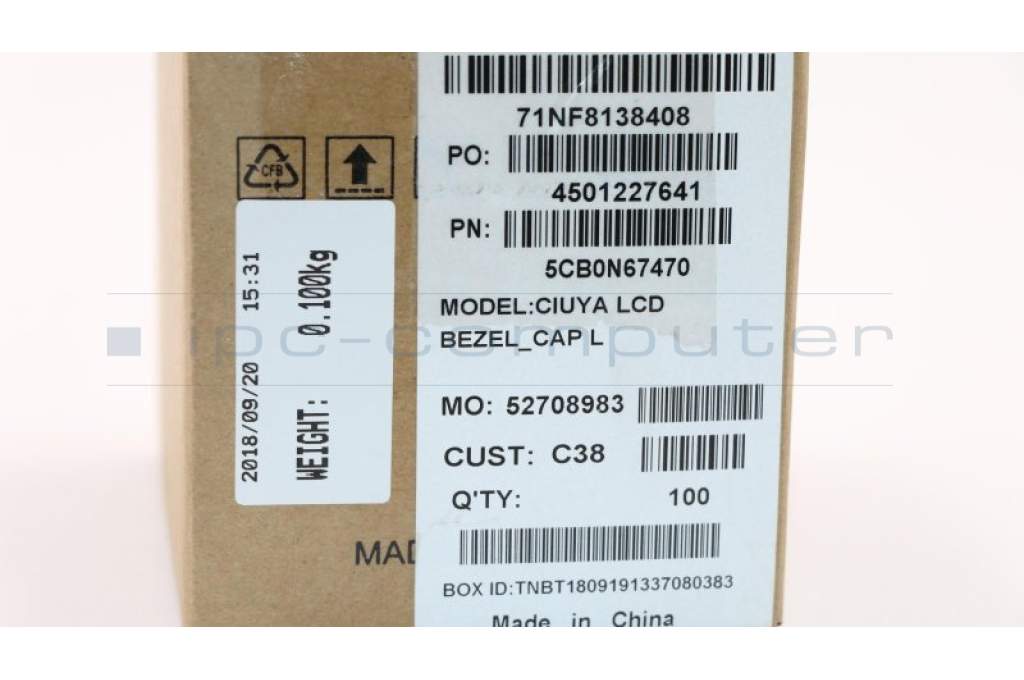 71NF8138408
PO:
4501227641
PN:
5CB0N67470
MODEL:CIUYA LCD
BEZEL_CAP L
MO: 52708983
CUST: C38
Q'TY: 100
BOX ID:TNBT1809191337080383
Made in China
CFB
2018/09/20 15:31
WEIGHT: 0.100kg
MAD
ipc-computer